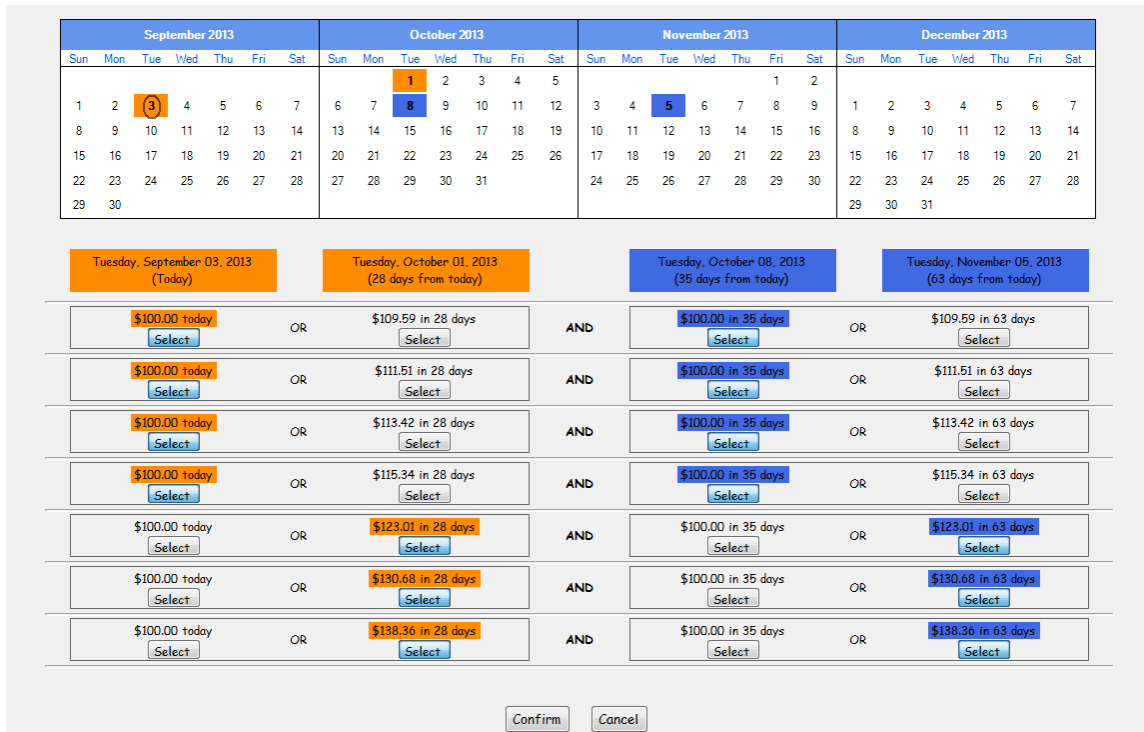 September 2013 October 2013 November 2013 December 2013
Sun Mon Tue Wed Thu Fri Sat Sun Mon Tue Wed Thu Fri Sat Sun Mon Tue Wed Thu Fri Sat Sun Mon Tue Wed Thu Fri Sat
1 2 3 4 5 1 2
1 2 3 4 5 6 7 6 7 8 9 10 11 12 3 4 5 6 7 8 9 1 2 3 4 5 6 7
8 9 10 11 12 13 14 13 14 15 16 17 18 19 10 11 12 13 14 15 16 8 9 10 11 12 13 14
15 16 17 18 19 20 21 20 21 22 23 24 25 26 17 18 19 20 21 22 23 15 16 17 18 19 20 21
22 23 24 25 26 27 28 27 28 29 30 31 24 25 26 27 28 29 30 22 23 24 25 26 27 28
29 30 29 30 31
Tuesday, September 03, 2013 Tuesday, October 01, 2013 Tuesday, October 08, 2013 Tuesday, November 05, 2013
(Today) (28 days from today) (35 days from today) (63 days from today)
$100.00 today $109.59 in 28 days $100.00 in 35 days $109.59 in 63 days
OR AND OR
Select Select Select Select
$100.00 today $111.51 in 28 days $100.00 in 35 days $111.51 in 63 days
OR AND OR
Select Select Select Select
$100.00 today $113.42 in 28 days $100.00 in 35 days $113.42 in 63 days
OR AND OR
Select Select Select Select
$100.00 today $115.34 in 28 days $100.00 in 35 days $115.34 in 63 days
OR AND OR
Select Select Select Select
$100.00 today $123.01 in 28 days $100.00 in 35 days $123.01 in 63 days
OR AND OR
Select Select Select Select
$100.00 today $130.68 in 28 days $100.00 in 35 days $130.68 in 63 days
OR AND OR
Select Select Select Select
$100.00 today $138.36 in 28 days $100.00 in 35 days $138.36 in 63 days
OR AND OR
Select Select Select Select
Confirm Cancel